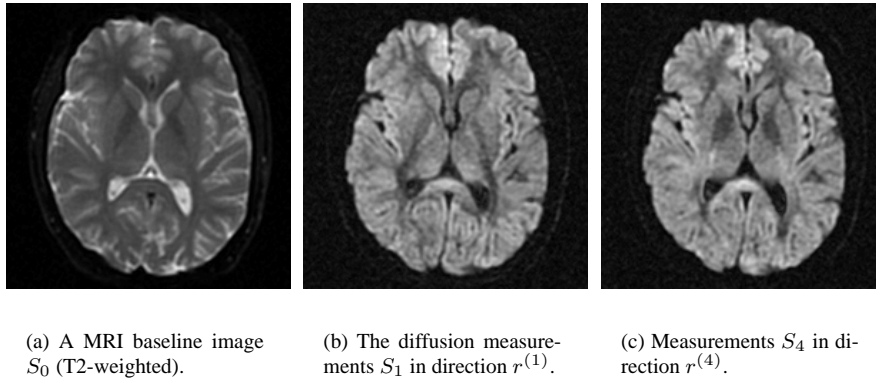 (a) A MRI baseline image
S₀ (T2-weighted).
(b) The diffusion measure-
ments S₁ in direction r⁽¹⁾.
(c) Measurements S₄ in di-
rection r⁽⁴⁾.